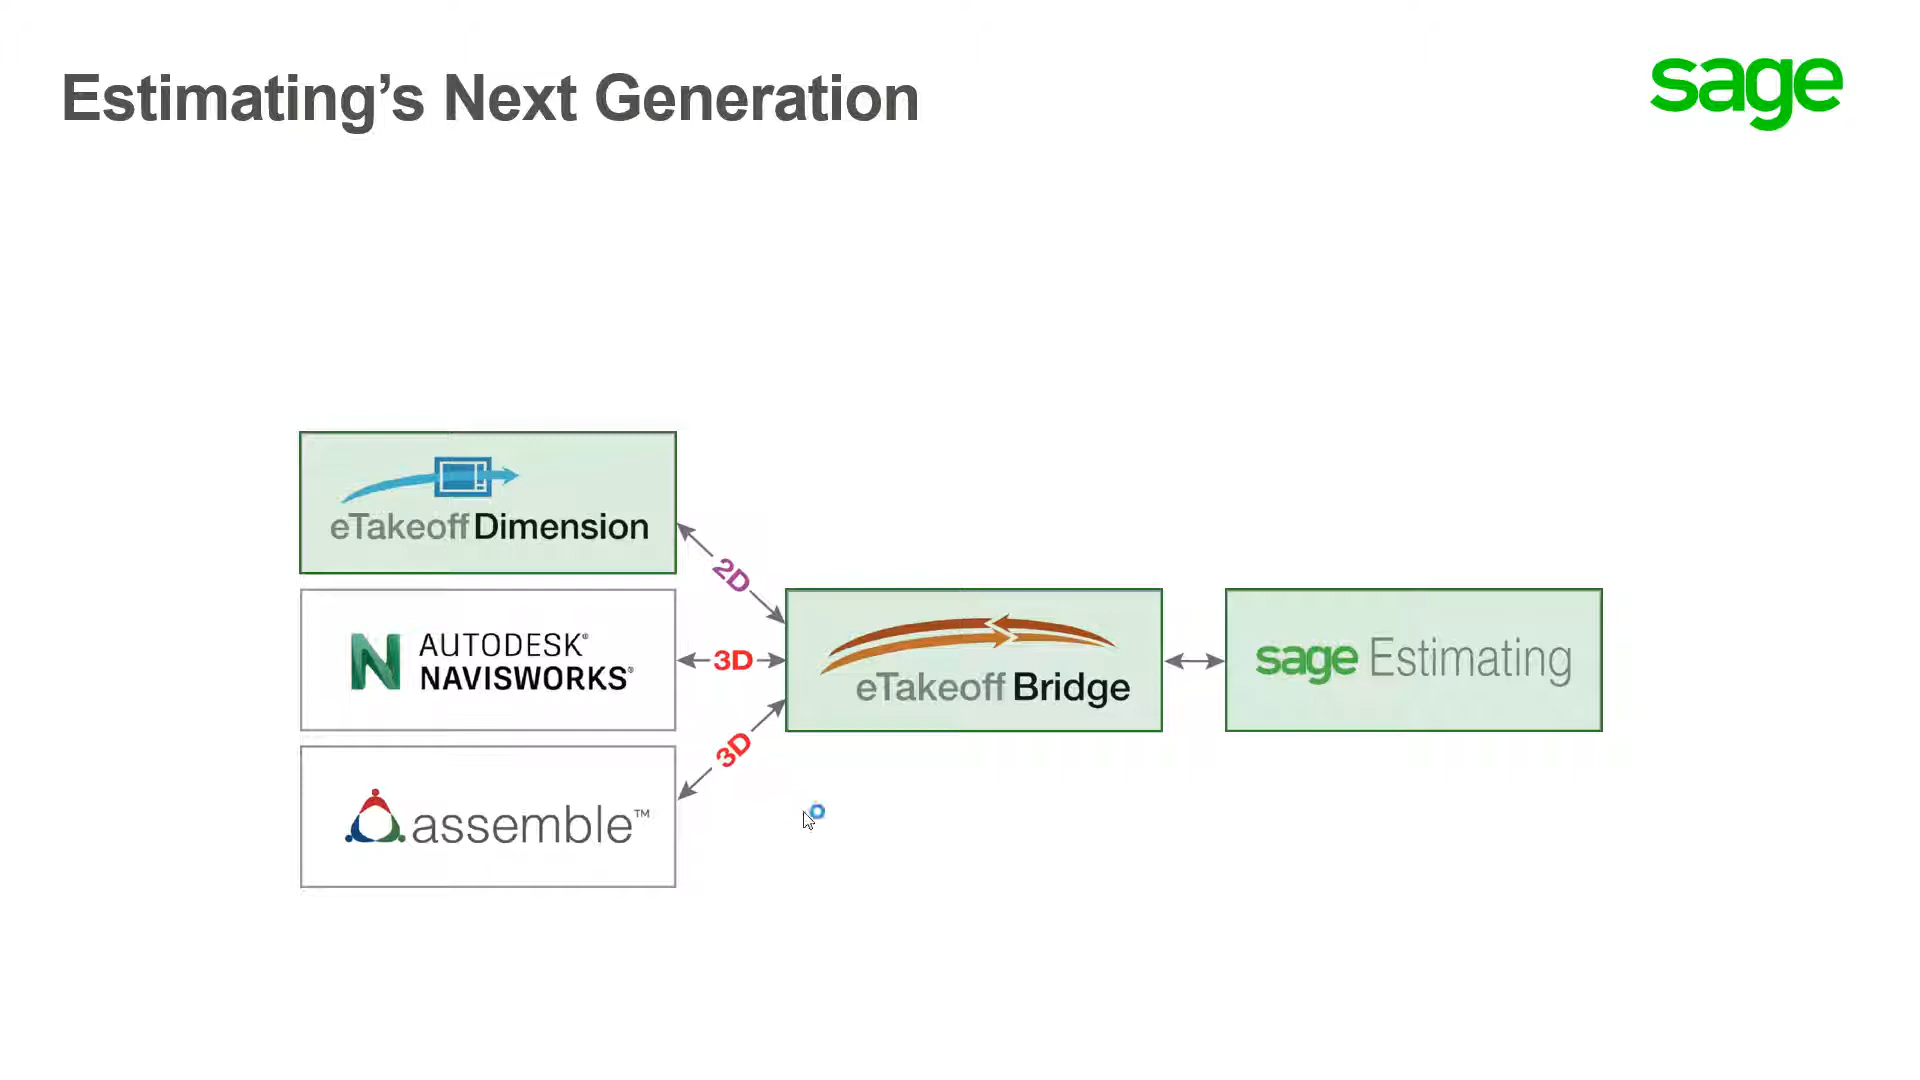 Estimating’s Next Generation
sage
eTakeoff Dimension
2D
AUTODESK®
NAVISWORKS®
3D
eTakeoff Bridge
sage Estimating
3D
assemble™